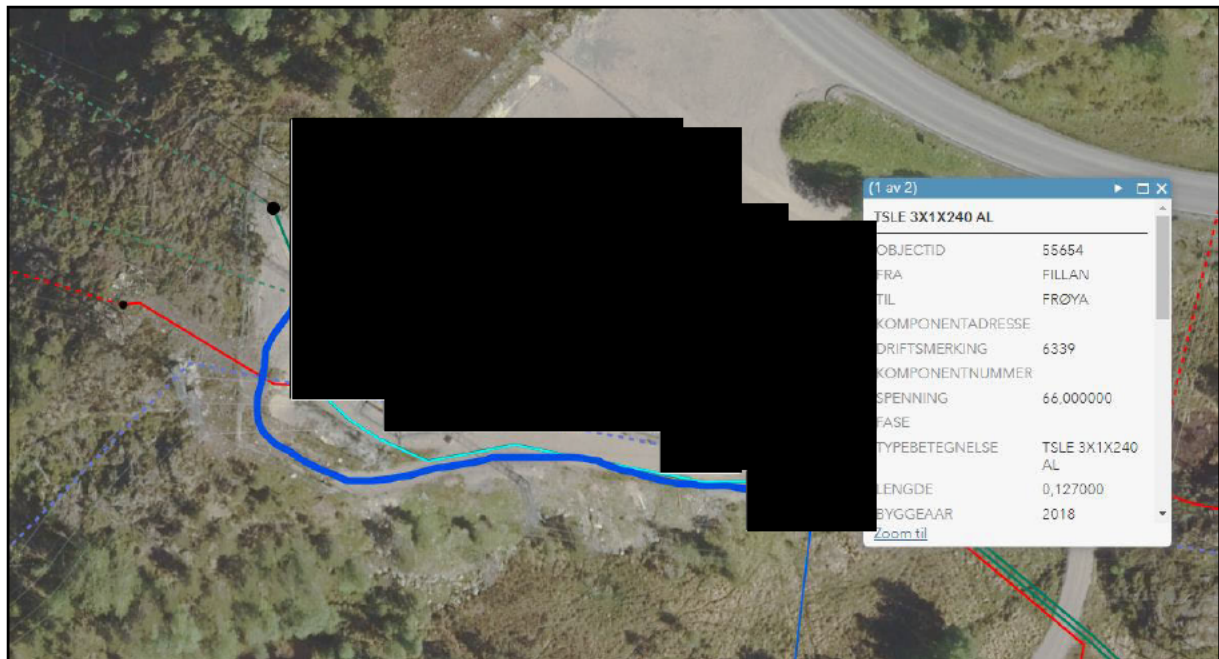 (1 av 2)
TSLE 3X1X240 AL
OBJECTID 55654
FRA FILLAN
TIL FRØYA
KOMPONENTADRESSE
DRIFTSMERKING 6339
KOMPONENTNUMMER
SPENNING 66,000000
FASE
TYPEBETEGNELSE TSLE 3X1X240
AL
LENGDE 0,127000
BYGGEAAR 2018
Zoom til